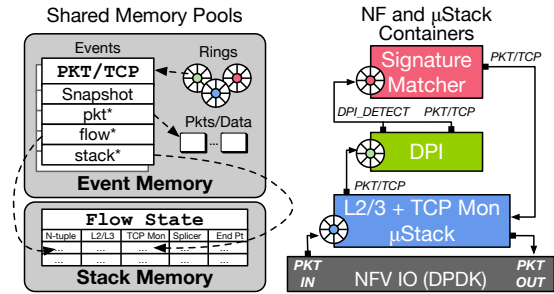 Shared Memory Pools
Events
PKT/TCP
Snapshot
pkt*
flow*
stack*
Rings
Pkts/Data
...
Event Memory
Flow State
N-tuple L2/L3 TCP Mon Splicer End Pt
... ... ... ... ...
... ... ... ... ...
Stack Memory
NF and µStack
Containers
Signature
Matcher
PKT/TCP
DPI_DETECT PKT/TCP
DPI
PKT/TCP
L2/3 + TCP Mon
µStack
PKT
IN
NFV IO (DPDK)
PKT
OUT